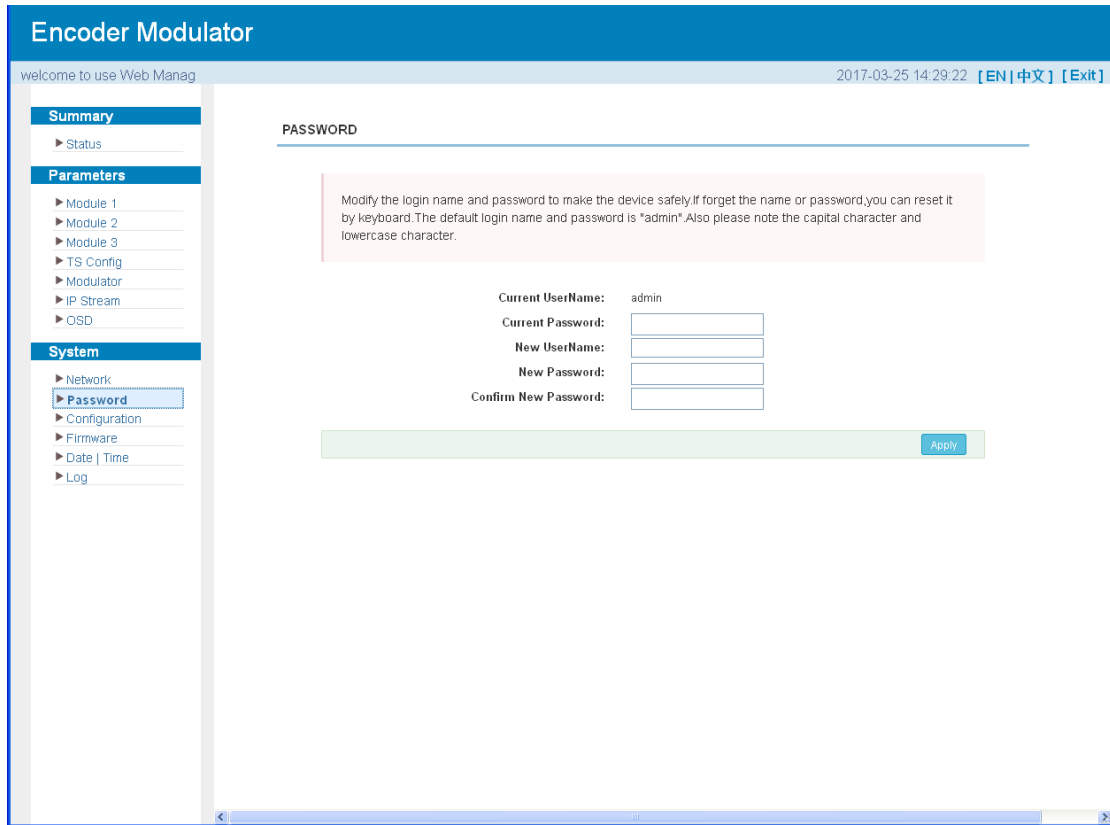 Encoder Modulator
welcome to use Web Manag
2017-03-25 14:29:22 [ EN | 中文 ] [ Exit ]
Summary
Status
Parameters
Module 1
Module 2
Module 3
TS Config
Modulator
IP Stream
OSD
System
Network
Password
Configuration
Firmware
Date | Time
Log
PASSWORD
Modify the login name and password to make the device safely.If forget the name or password,you can reset it
by keyboard.The default login name and password is "admin".Also please note the capital character and
lowercase character.
Current UserName: admin
Current Password:
New UserName:
New Password:
Confirm New Password:
Apply